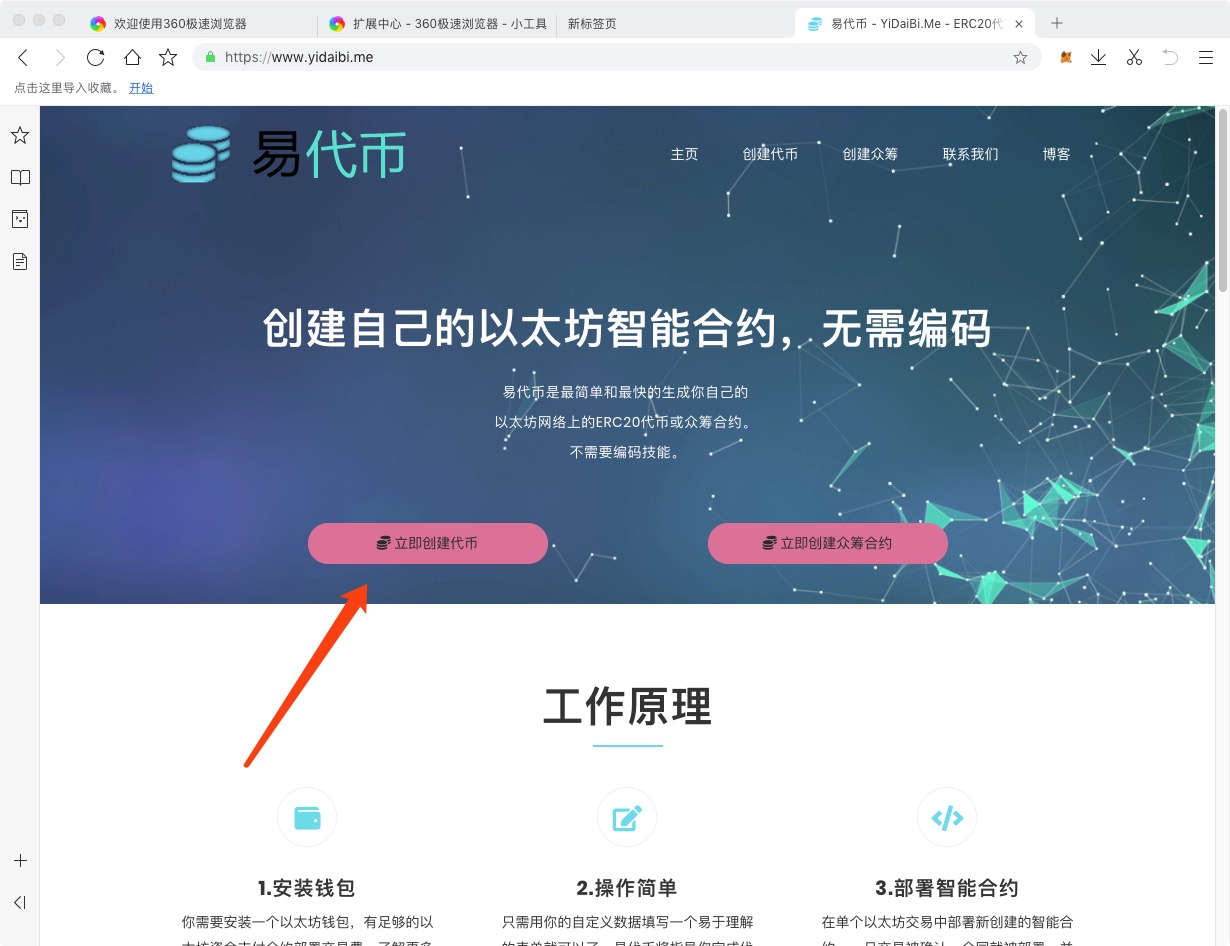 欢迎使用360极速浏览器
扩展中心 - 360极速浏览器 - 小工具
新标签页
易代币 - YiDaiBi.Me - ERC20代
https://www.yidaibi.me
点击这里导入收藏。 开始
易代币
主页 创建代币 创建众筹 联系我们 博客
创建自己的以太坊智能合约，无需编码
易代币是最简单和最快的生成你自己的
以太坊网络上的ERC20代币或众筹合约。
不需要编码技能。
立即创建代币 立即创建众筹合约
工作原理
1.安装钱包 2.操作简单 3.部署智能合约
你需要安装一个以太坊钱包，有足够的以
只需用你的自定义数据填写一个易于理解
在单个以太坊交易中部署新创建的智能合